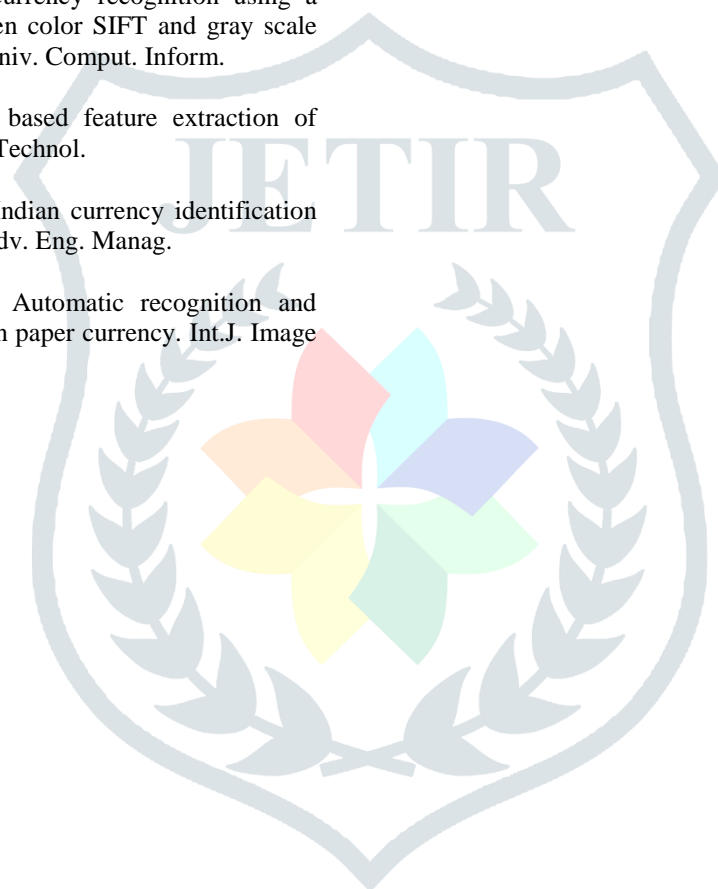 urrency recognition using a
en color SIFT and gray scale
niv. Comput. Inform.
based feature extraction of
Technol.
JETIR
ndian currency identification
dv. Eng. Manag.
Automatic recognition and
n paper currency. Int.J. Image